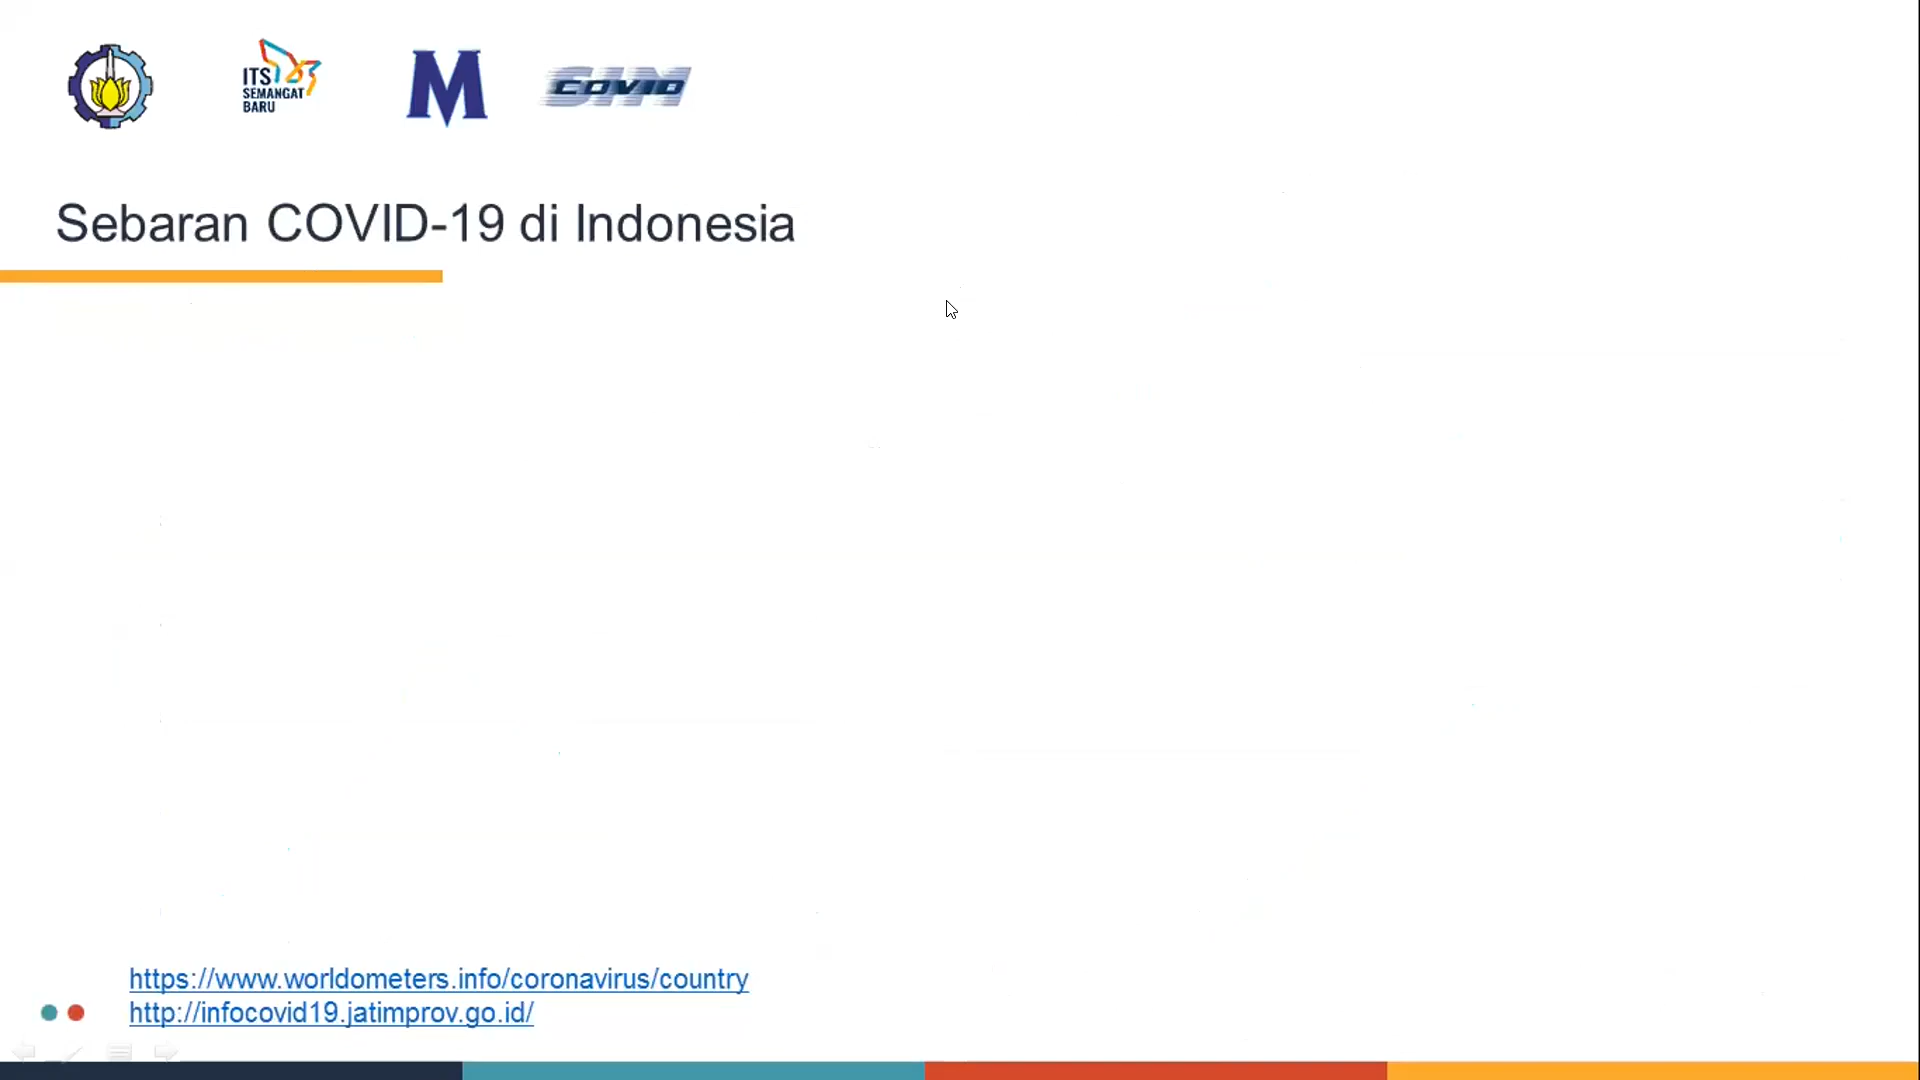 ITS
SEMANGAT
BARU
M
SIM
COVID
Sebaran COVID-19 di Indonesia
https://www.worldometers.info/coronavirus/country
http://infocovid19.jatimprov.go.id/